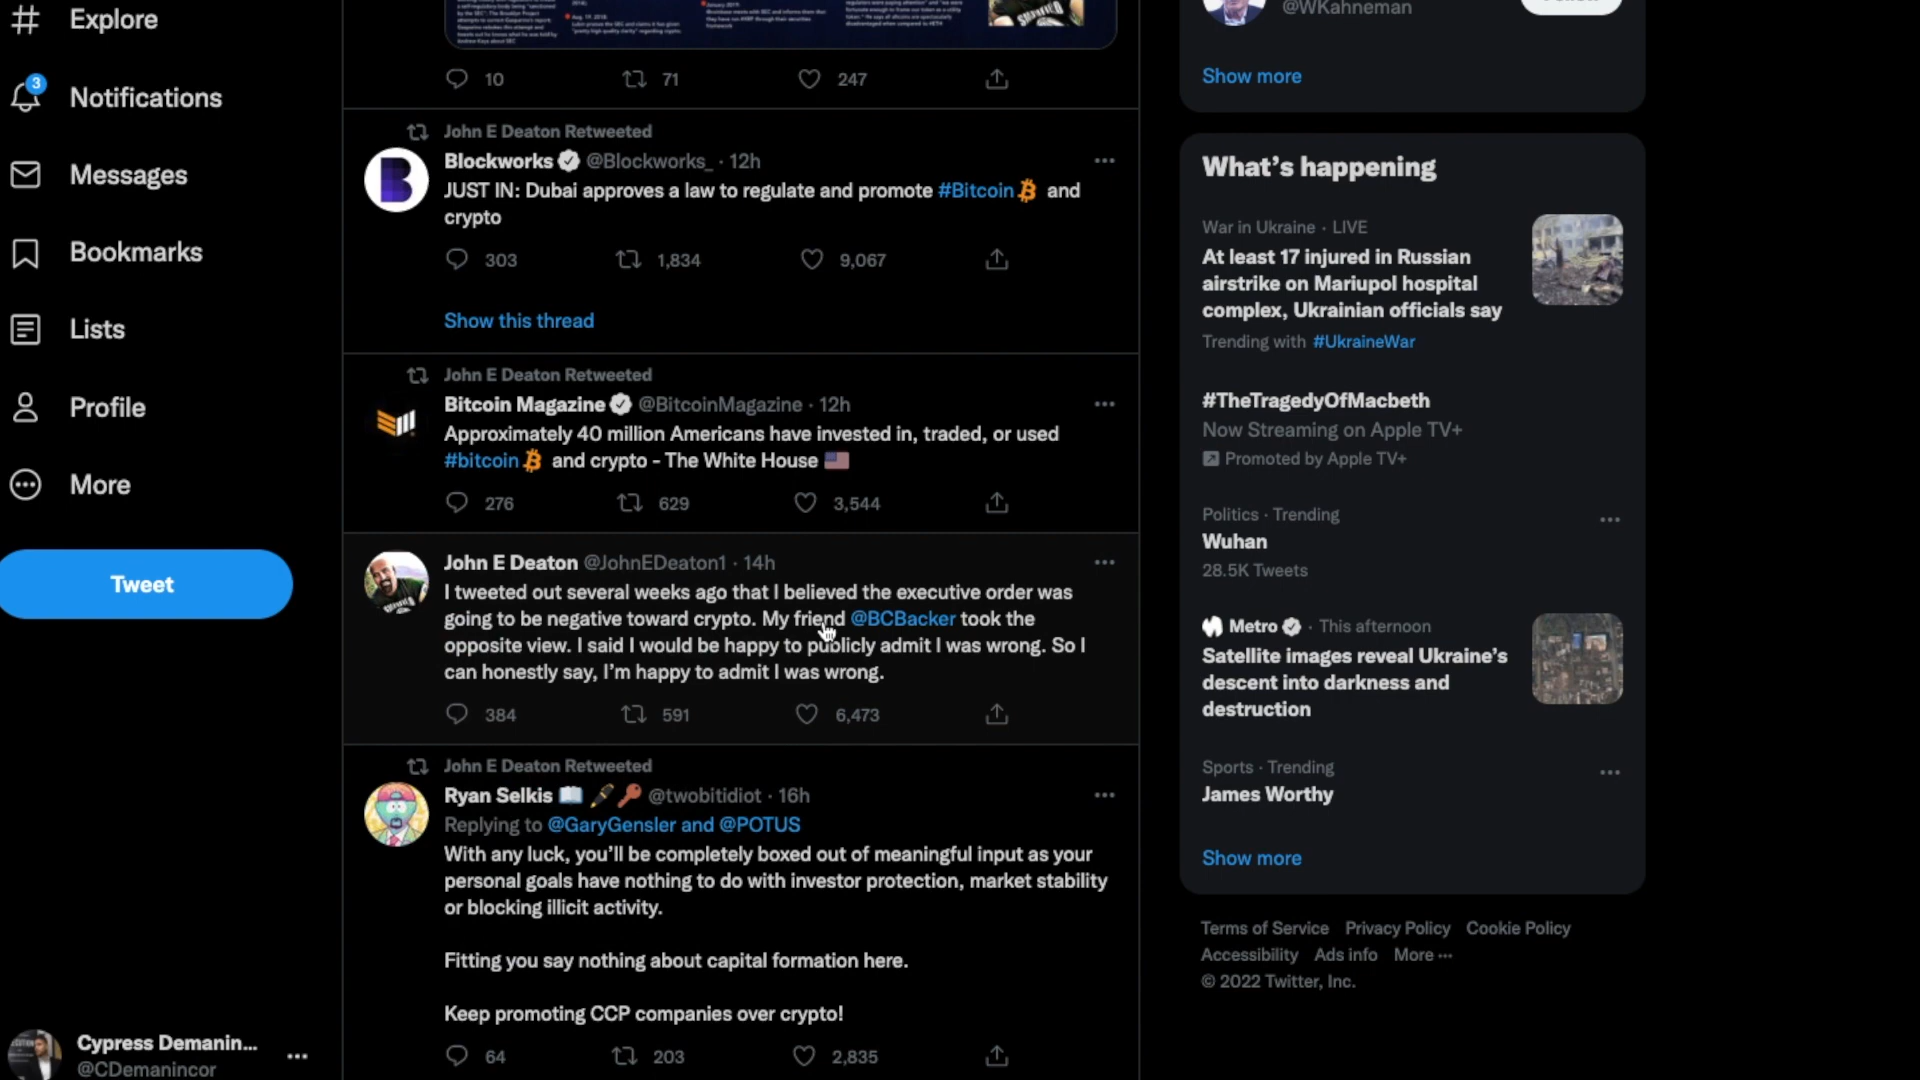 Explore
3
Notifications
Messages
Bookmarks
Lists
Profile
More
Tweet
Cypress Demanin...
@CDemanincor
10 71 247
John E Deaton Retweeted
Blockworks @Blockworks_ · 12h
JUST IN: Dubai approves a law to regulate and promote #Bitcoin and
crypto
303 1,834 9,067
Show this thread
John E Deaton Retweeted
Bitcoin Magazine @BitcoinMagazine · 12h
Approximately 40 million Americans have invested in, traded, or used
#bitcoin and crypto - The White House 🇺🇸
276 629 3,544
John E Deaton @JohnEDeaton1 · 14h
I tweeted out several weeks ago that I believed the executive order was
going to be negative toward crypto. My friend @BCBacker took the
opposite view. I said I would be happy to publicly admit I was wrong. So I
can honestly say, I'm happy to admit I was wrong.
384 591 6,473
John E Deaton Retweeted
Ryan Selkis 📖 🖋 🔑 @twobitidiot · 16h
Replying to @GaryGensler and @POTUS
With any luck, you'll be completely boxed out of meaningful input as your
personal goals have nothing to do with investor protection, market stability
or blocking illicit activity.
Fitting you say nothing about capital formation here.
Keep promoting CCP companies over crypto!
64 203 2,835
@WKahneman
Show more
What's happening
War in Ukraine · LIVE
At least 17 injured in Russian
airstrike on Mariupol hospital
complex, Ukrainian officials say
Trending with #UkraineWar
#TheTragedyOfMacbeth
Now Streaming on Apple TV+
Promoted by Apple TV+
Politics · Trending
Wuhan
28.5K Tweets
Metro · This afternoon
Satellite images reveal Ukraine's
descent into darkness and
destruction
Sports · Trending
James Worthy
Show more
Terms of Service Privacy Policy Cookie Policy
Accessibility Ads info More ···
© 2022 Twitter, Inc.